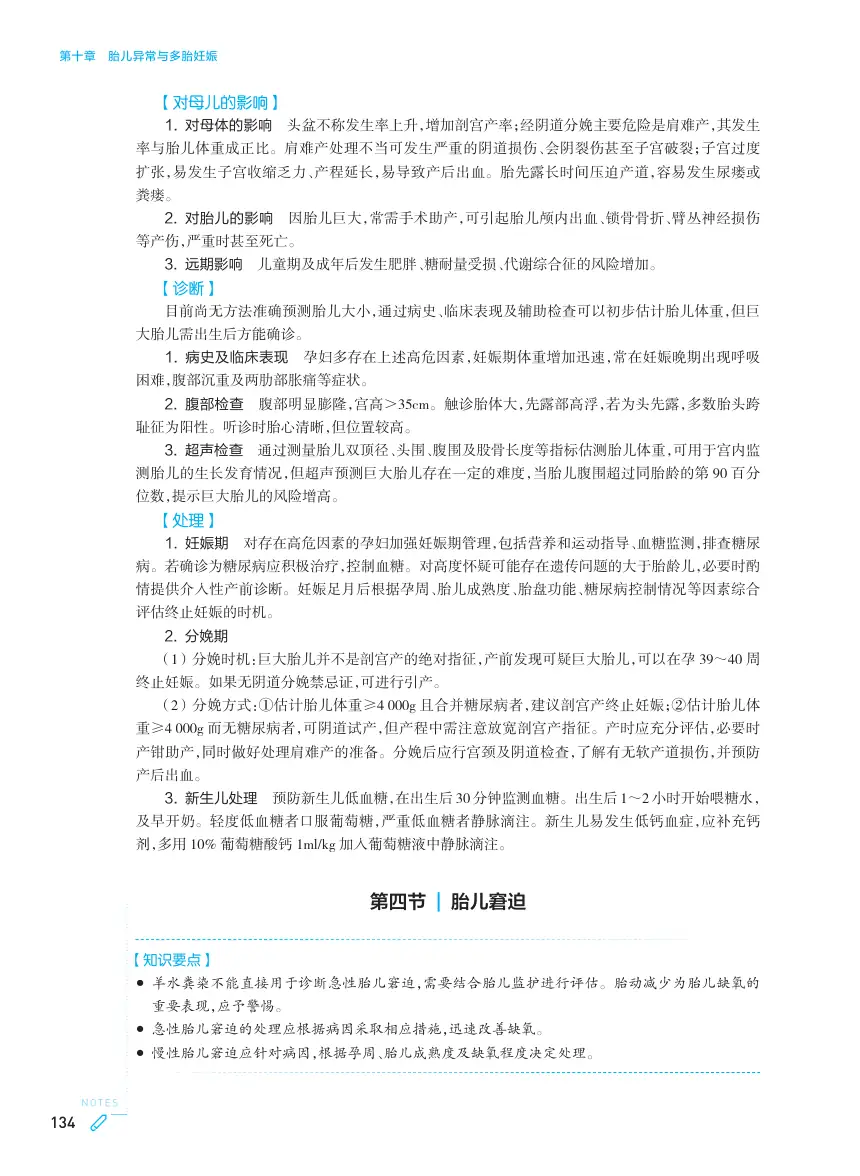 第十章 胎儿异常与多胎妊娠
【对母儿的影响】
1. 对母体的影响 头盆不称发生率上升,增加剖宫产率;经阴道分娩主要危险是肩难产,其发生
率与胎儿体重成正比。肩难产处理不当可发生严重的阴道损伤、会阴裂伤甚至子宫破裂;子宫过度
扩张,易发生子宫收缩乏力、产程延长,易导致产后出血。胎先露长时间压迫产道,容易发生尿瘘或
粪瘘。
2. 对胎儿的影响 因胎儿巨大,常需手术助产,可引起胎儿颅内出血、锁骨骨折、臂丛神经损伤
等产伤,严重时甚至死亡。
3. 远期影响 儿童期及成年后发生肥胖、糖耐量受损、代谢综合征的风险增加。
【诊断】
目前尚无方法准确预测胎儿大小,通过病史、临床表现及辅助检查可以初步估计胎儿体重,但巨
大胎儿需出生后方能确诊。
1. 病史及临床表现 孕妇多存在上述高危因素,妊娠期体重增加迅速,常在妊娠晚期出现呼吸
困难,腹部沉重及两肋部胀痛等症状。
2. 腹部检查 腹部明显膨隆,宫高＞35cm。触诊胎体大,先露部高浮,若为头先露,多数胎头跨
耻征为阳性。听诊时胎心清晰,但位置较高。
3. 超声检查 通过测量胎儿双顶径、头围、腹围及股骨长度等指标估测胎儿体重,可用于宫内监
测胎儿的生长发育情况,但超声预测巨大胎儿存在一定的难度,当胎儿腹围超过同胎龄的第 90 百分
位数,提示巨大胎儿的风险增高。
【处理】
1. 妊娠期 对存在高危因素的孕妇加强妊娠期管理,包括营养和运动指导、血糖监测,排查糖尿
病。若确诊为糖尿病应积极治疗,控制血糖。对高度怀疑可能存在遗传问题的大于胎龄儿,必要时酌
情提供介入性产前诊断。妊娠足月后根据孕周、胎儿成熟度、胎盘功能、糖尿病控制情况等因素综合
评估终止妊娠的时机。
2. 分娩期
（1）分娩时机:巨大胎儿并不是剖宫产的绝对指征,产前发现可疑巨大胎儿,可以在孕 39～40 周
终止妊娠。如果无阴道分娩禁忌证,可进行引产。
（2）分娩方式:①估计胎儿体重≥4 000g 且合并糖尿病者,建议剖宫产终止妊娠;②估计胎儿体
重≥4 000g 而无糖尿病者,可阴道试产,但产程中需注意放宽剖宫产指征。产时应充分评估,必要时
产钳助产,同时做好处理肩难产的准备。分娩后应行宫颈及阴道检查,了解有无软产道损伤,并预防
产后出血。
3. 新生儿处理 预防新生儿低血糖,在出生后 30 分钟监测血糖。出生后 1～2 小时开始喂糖水,
及早开奶。轻度低血糖者口服葡萄糖,严重低血糖者静脉滴注。新生儿易发生低钙血症,应补充钙
剂,多用 10% 葡萄糖酸钙 1ml/kg 加入葡萄糖液中静脉滴注。
第四节 | 胎儿窘迫
【知识要点】
● 羊水粪染不能直接用于诊断急性胎儿窘迫,需要结合胎儿监护进行评估。胎动减少为胎儿缺氧的
重要表现,应予警惕。
● 急性胎儿窘迫的处理应根据病因采取相应措施,迅速改善缺氧。
● 慢性胎儿窘迫应针对病因,根据孕周、胎儿成熟度及缺氧程度决定处理。
NOTES
134